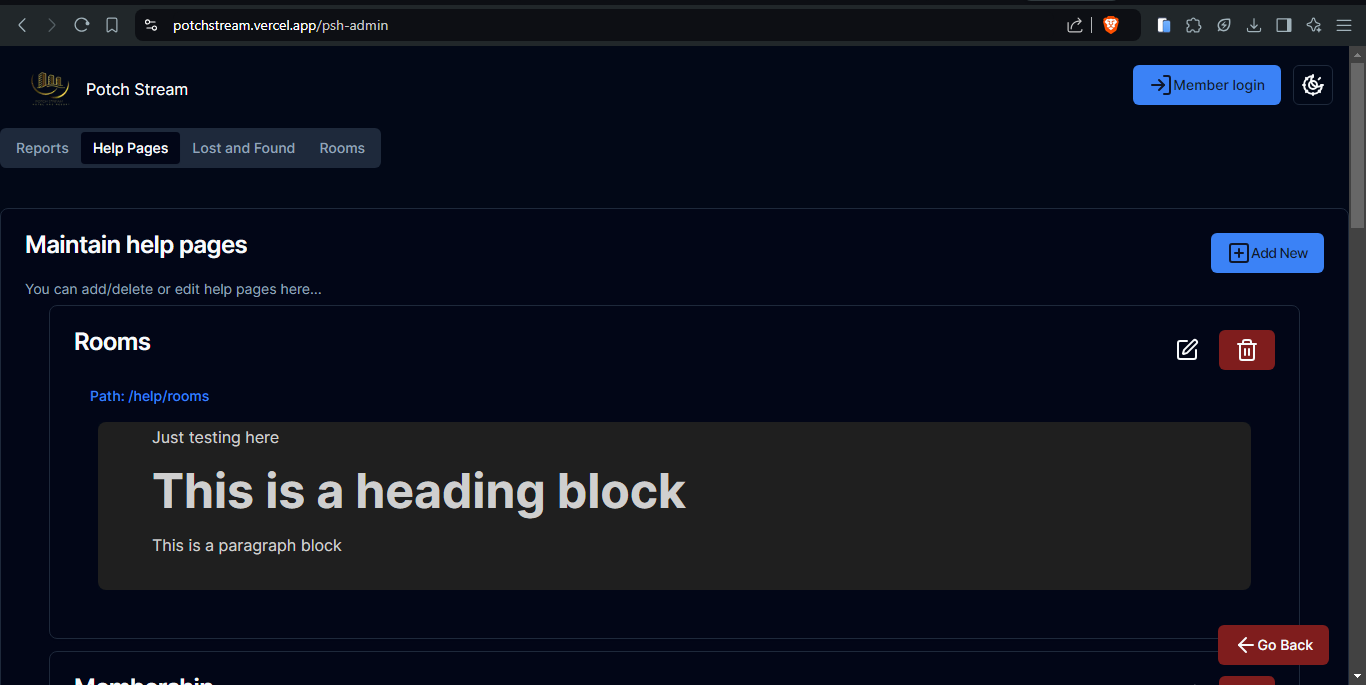 potchstream.vercel.app/psh-admin
Potch Stream
Member login
Reports Help Pages Lost and Found Rooms
Maintain help pages
Add New
You can add/delete or edit help pages here...
Rooms
Path: /help/rooms
Just testing here
This is a heading block
This is a paragraph block
Go Back
Membership